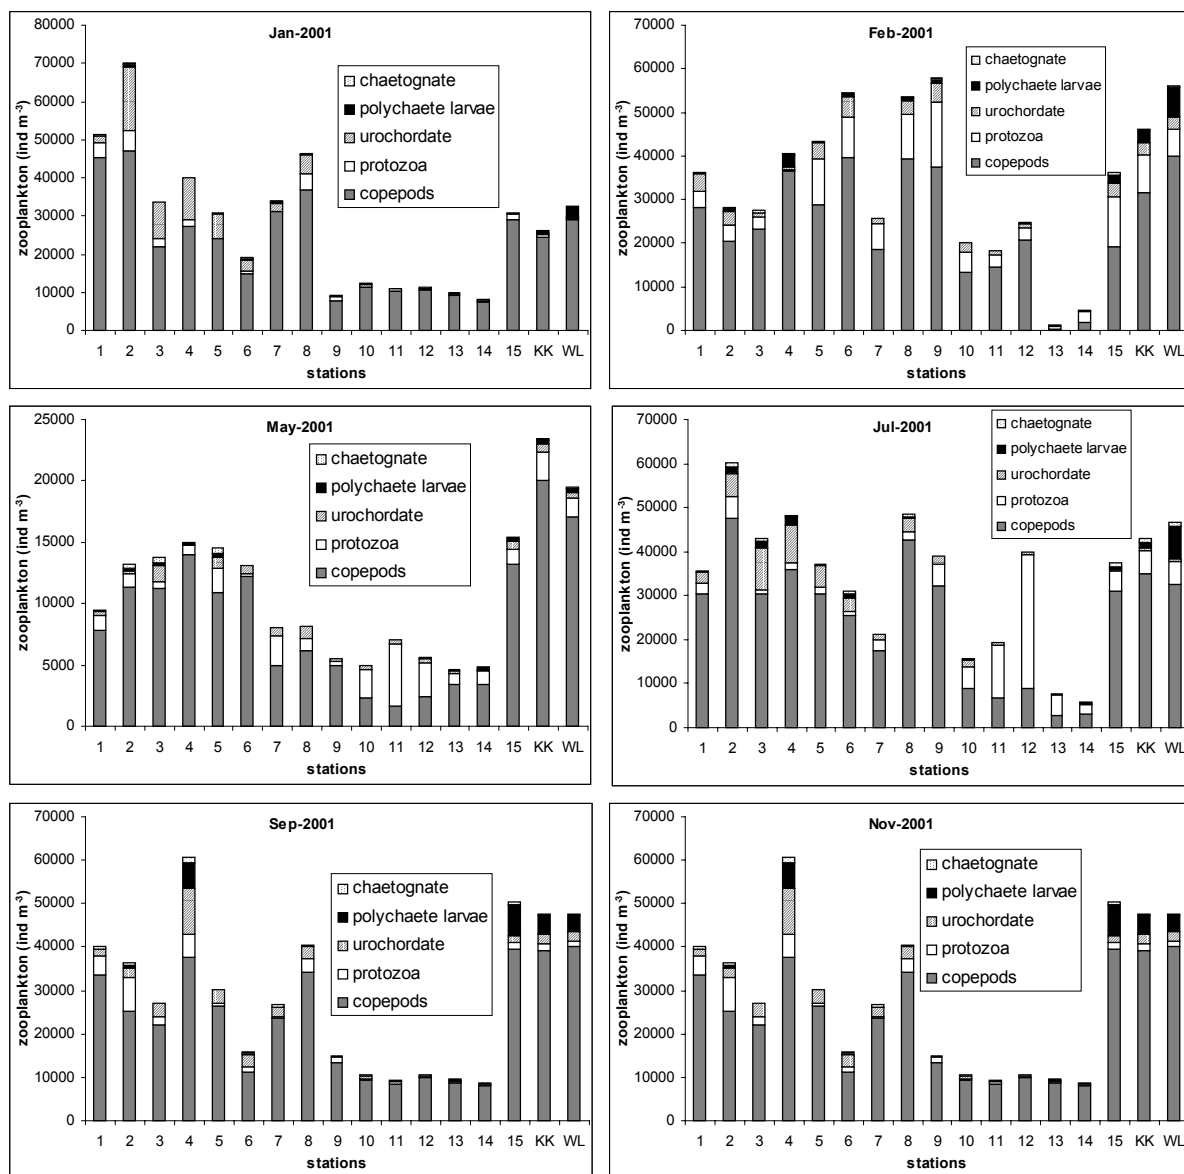 Jan-2001
zooplankton (ind m⁻³)
80000
70000
60000
50000
40000
30000
20000
10000
0
chaetognate
polychaete larvae
urochordate
protozoa
copepods
1 2 3 4 5 6 7 8 9 10 11 12 13 14 15 KK WL
stations
Feb-2001
zooplankton (ind m⁻³)
70000
60000
50000
40000
30000
20000
10000
0
chaetognate
polychaete larvae
urochordate
protozoa
copepods
1 2 3 4 5 6 7 8 9 10 11 12 13 14 15 KK WL
stations
May-2001
zooplankton (ind m⁻³)
25000
20000
15000
10000
5000
0
chaetognate
polychaete larvae
urochordate
protozoa
copepods
1 2 3 4 5 6 7 8 9 10 11 12 13 14 15 KK WL
stations
Jul-2001
zooplankton (ind m⁻³)
70000
60000
50000
40000
30000
20000
10000
0
chaetognate
polychaete larvae
urochordate
protozoa
copepods
1 2 3 4 5 6 7 8 9 10 11 12 13 14 15 KK WL
stations
Sep-2001
zooplankton (ind m⁻³)
70000
60000
50000
40000
30000
20000
10000
0
chaetognate
polychaete larvae
urochordate
protozoa
copepods
1 2 3 4 5 6 7 8 9 10 11 12 13 14 15 KK WL
stations
Nov-2001
zooplankton (ind m⁻³)
70000
60000
50000
40000
30000
20000
10000
0
chaetognate
polychaete larvae
urochordate
protozoa
copepods
1 2 3 4 5 6 7 8 9 10 11 12 13 14 15 KK WL
stations